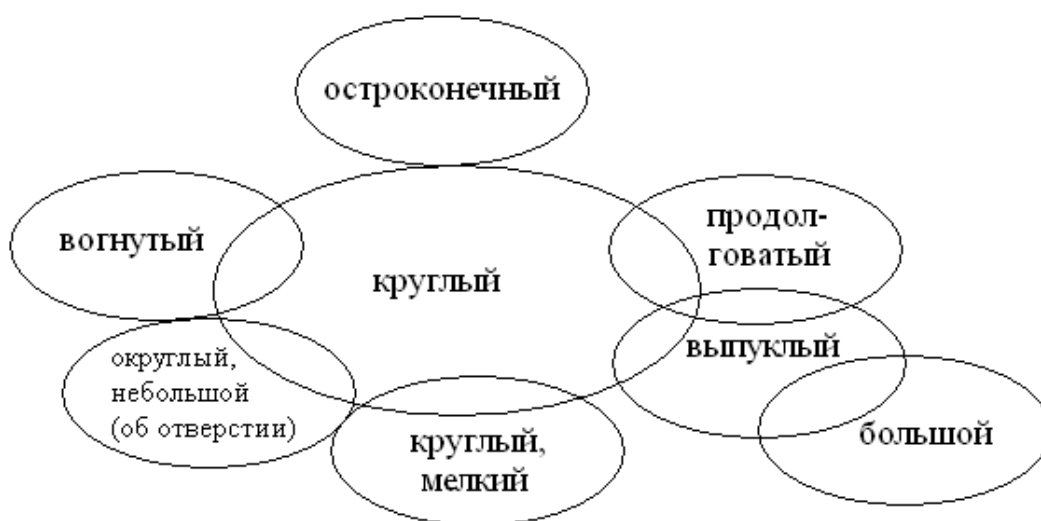 остроконечный
вогнутый
продол-
говатый
круглый
округлый,
небольшой
(об отверстии)
выпуклый
круглый,
мелкий
большой